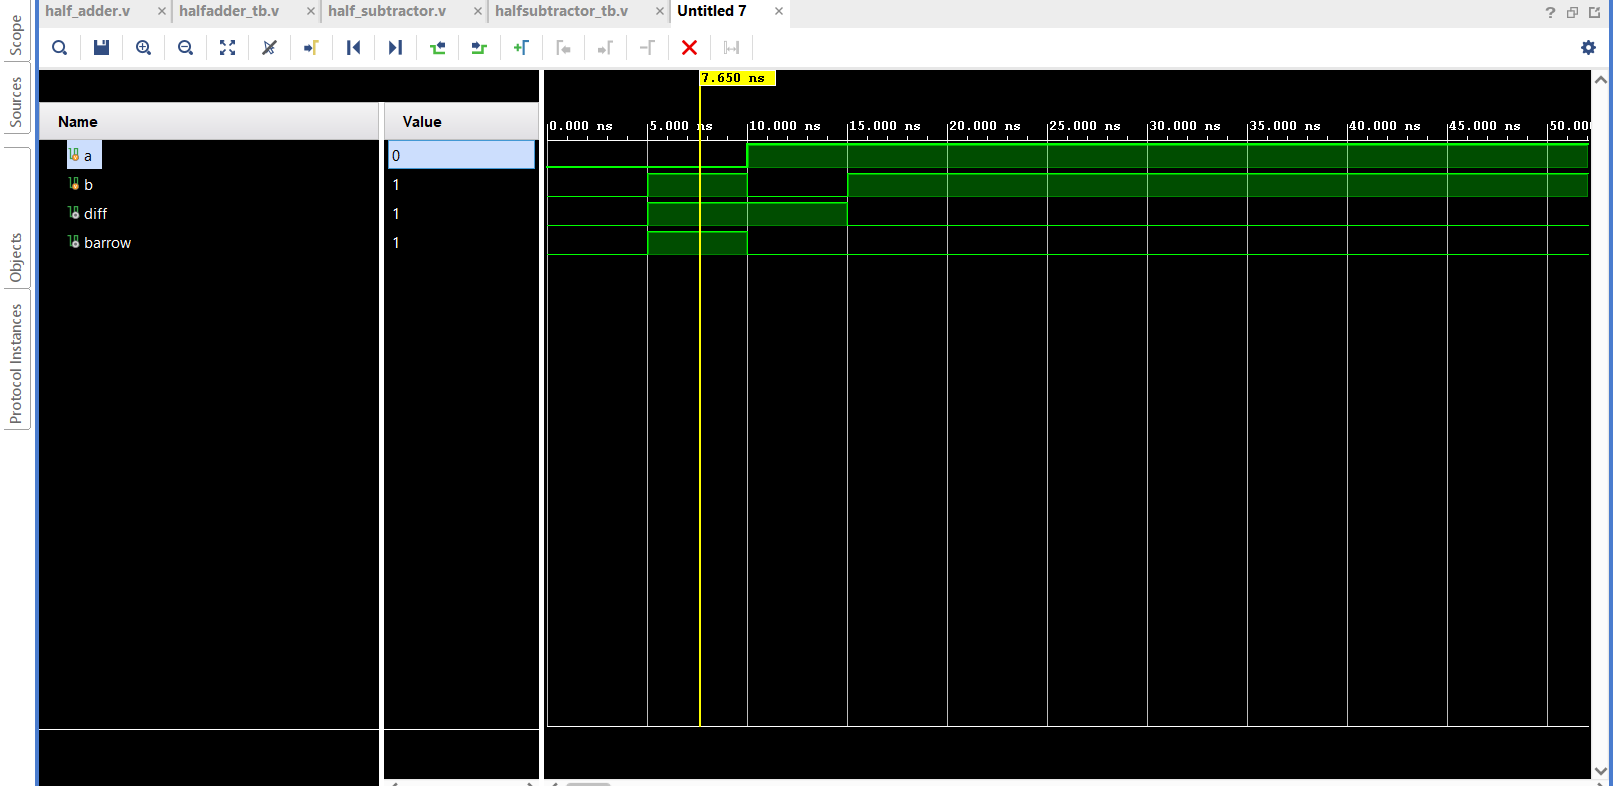 half_adder.v × halfadder_tb.v × half_subtractor.v × halfsubtractor_tb.v × Untitled 7 ×
?
Scope
Sources
Objects
Protocol Instances
7.650 ns
Name Value
0.000 ns 5.000 ns 10.000 ns 15.000 ns 20.000 ns 25.000 ns 30.000 ns 35.000 ns 40.000 ns 45.000 ns 50.00
a 0
b 1
diff 1
barrow 1